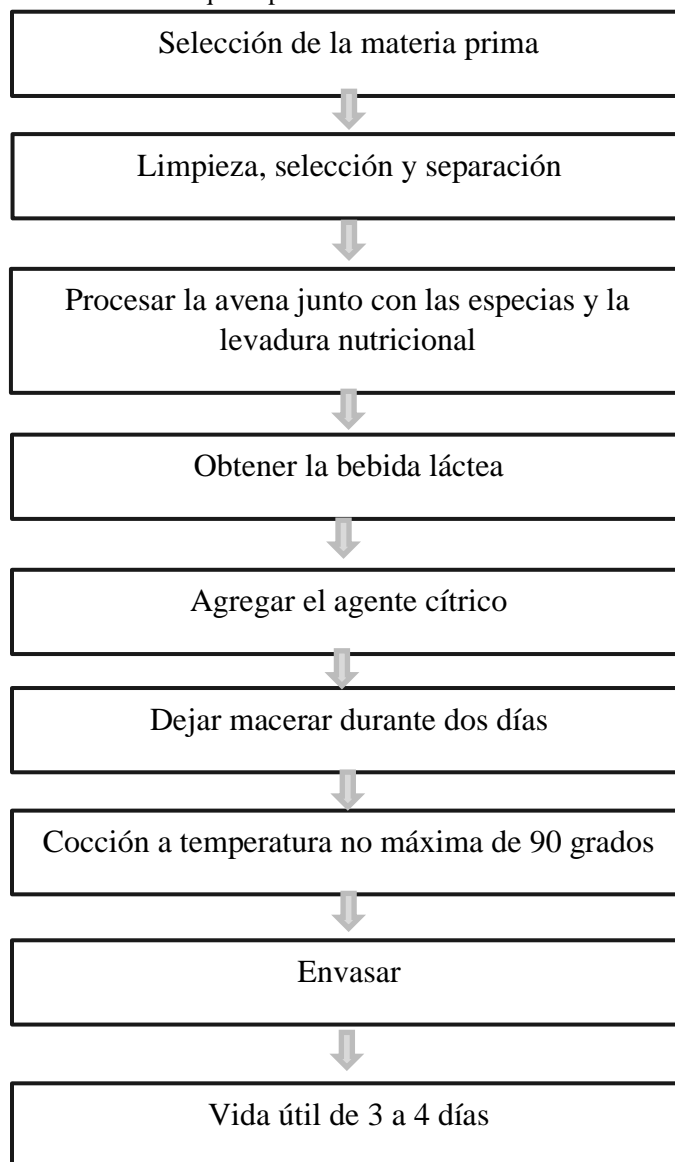 Selección de la materia prima
Limpieza, selección y separación
Procesar la avena junto con las especias y la
levadura nutricional
Obtener la bebida láctea
Agregar el agente cítrico
Dejar macerar durante dos días
Cocción a temperatura no máxima de 90 grados
Envasar
Vida útil de 3 a 4 días